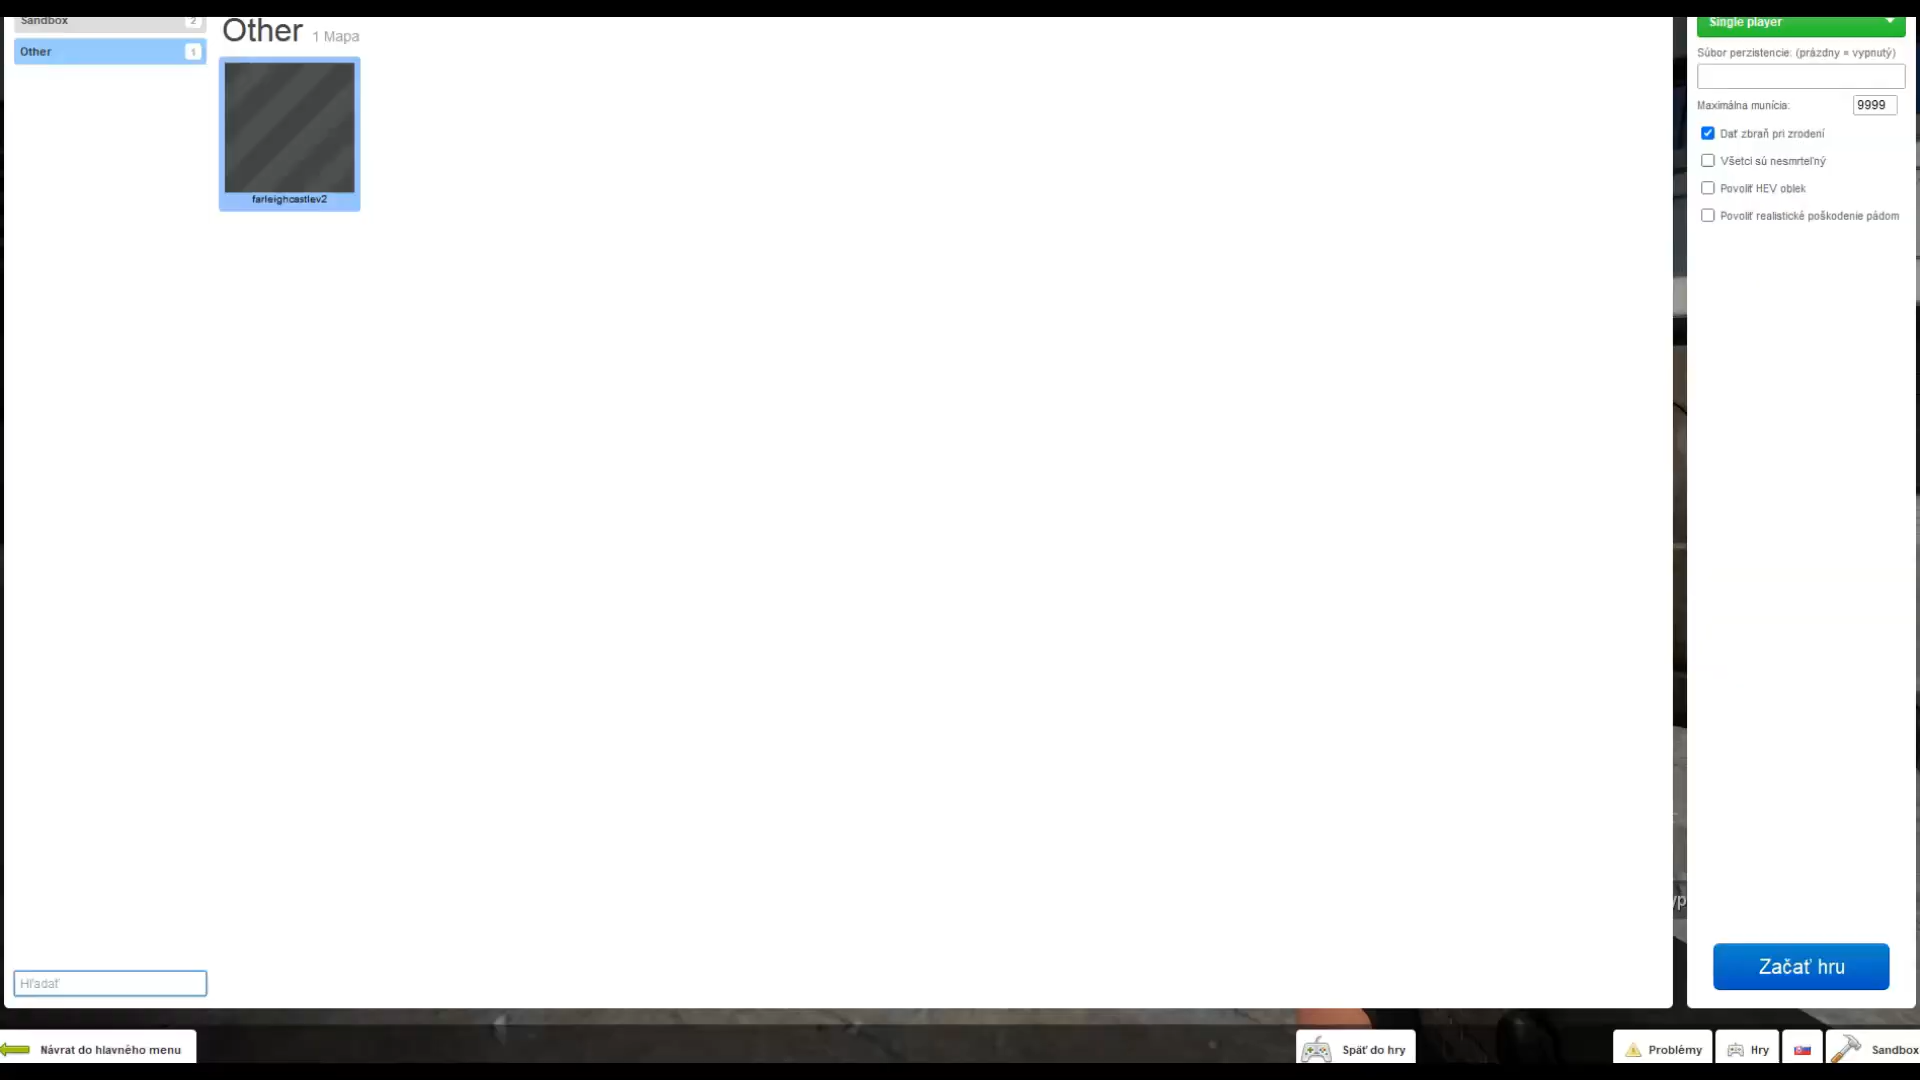 Sandbox 2
Other 1
Other 1 Mapa
farleighcastlev2
Hľadať
Single player
Súbor perzistencie: (prázdny = vypnutý)
Maximálna munícia: 9999
Dať zbraň pri zrodení
Všetci sú nesmrteľný
Povoliť HEV oblek
Povoliť realistické poškodenie pádom
Začať hru
Návrat do hlavného menu
Späť do hry
Problémy
Hry
Sandbox